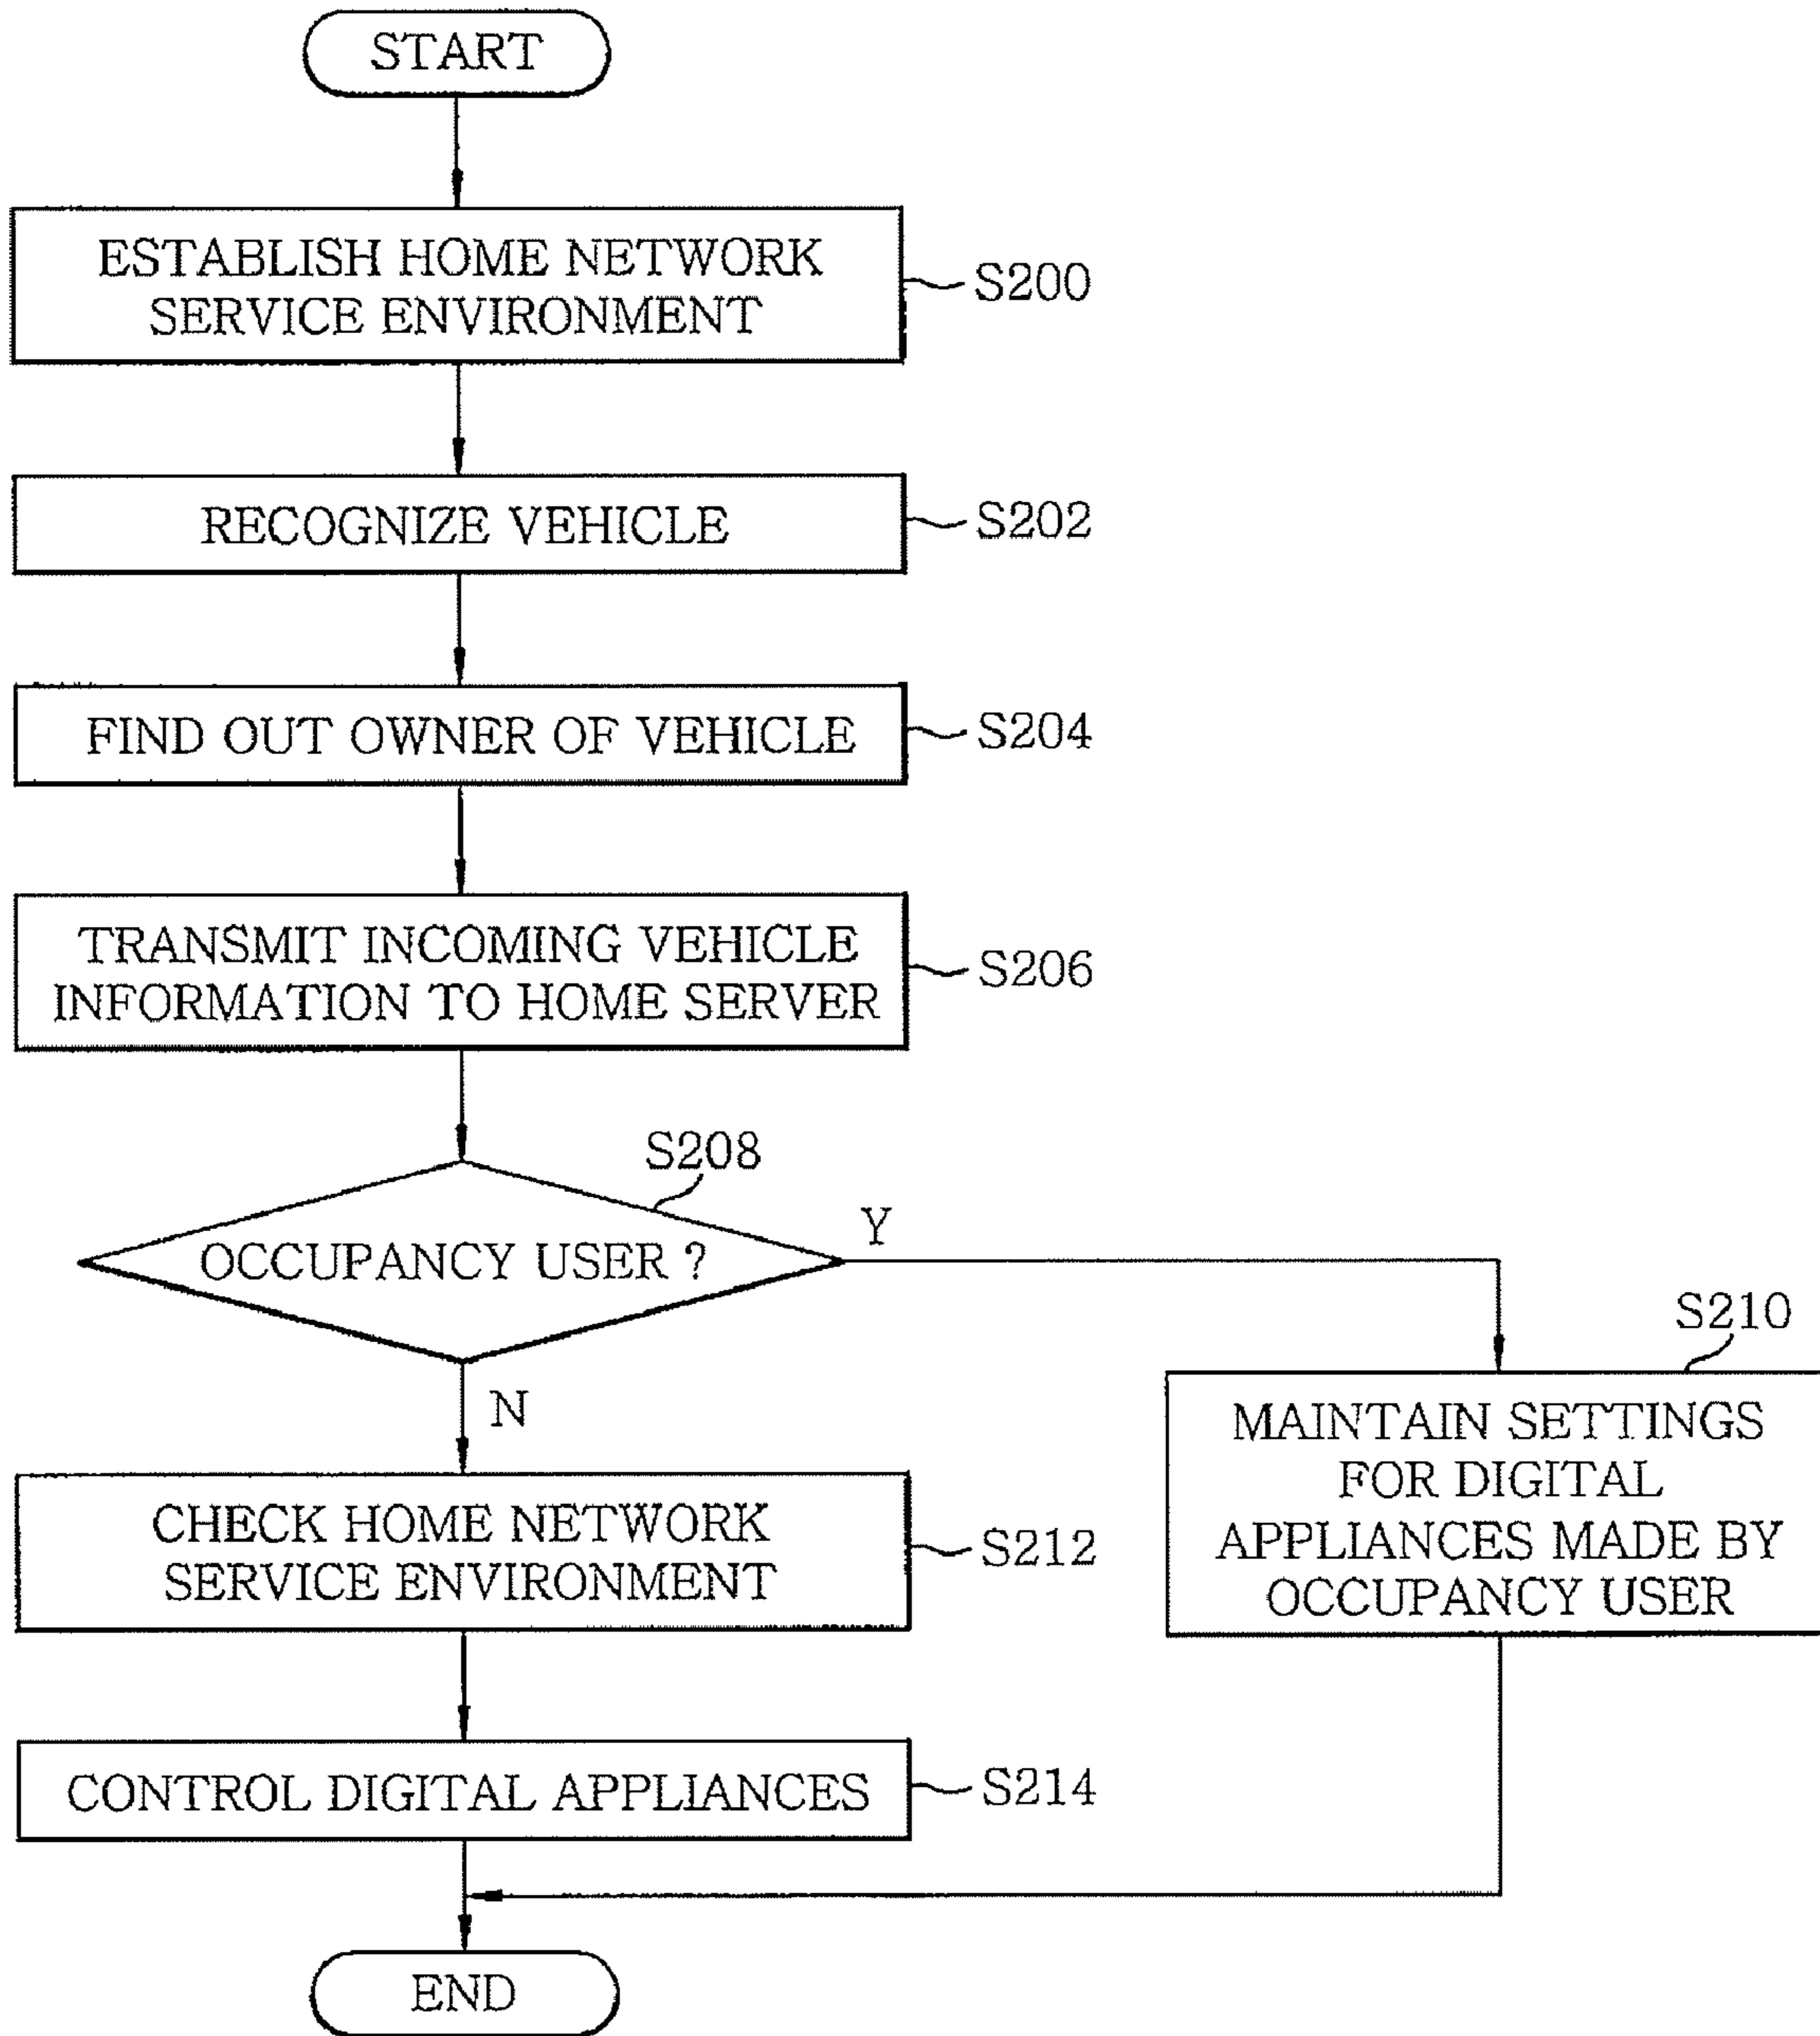 START
ESTABLISH HOME NETWORK
SERVICE ENVIRONMENT
S200
RECOGNIZE VEHICLE
S202
FIND OUT OWNER OF VEHICLE
S204
TRANSMIT INCOMING VEHICLE
INFORMATION TO HOME SERVER
S206
S208
OCCUPANCY USER ?
Y
N
S210
MAINTAIN SETTINGS
FOR DIGITAL
APPLIANCES MADE BY
OCCUPANCY USER
CHECK HOME NETWORK
SERVICE ENVIRONMENT
S212
CONTROL DIGITAL APPLIANCES
S214
END